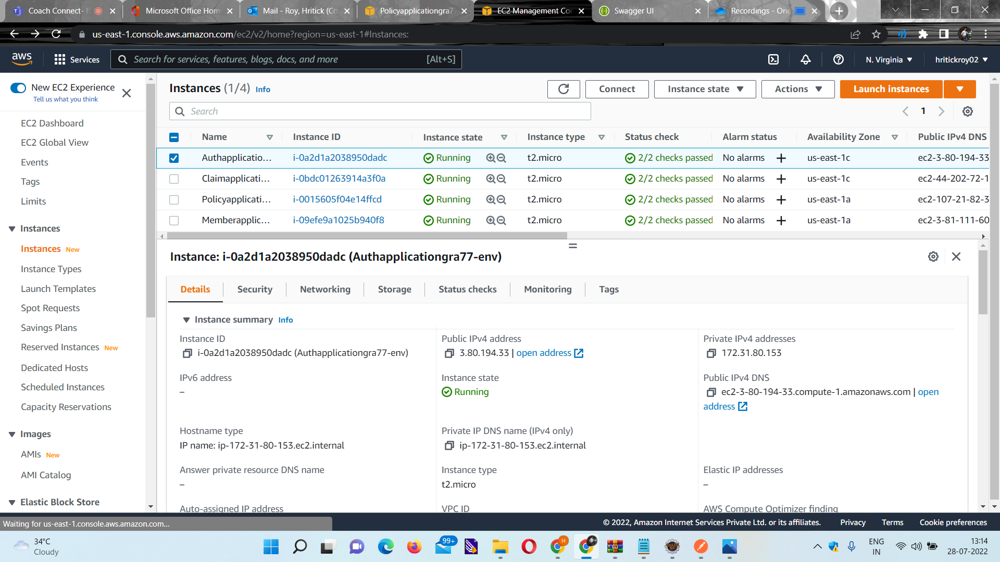 Coach Connect- I
Microsoft Office Hom
Mail - Roy, Hritick (Co
Policyapplicationgra7
EC2 Management Co
Swagger UI
Recordings - One
us-east-1.console.aws.amazon.com/ec2/v2/home?region=us-east-1#Instances:
aws
Services
Search for services, features, blogs, docs, and more
[Alt+S]
N. Virginia
hritickroy02
New EC2 Experience
Tell us what you think
EC2 Dashboard
EC2 Global View
Events
Tags
Limits
Instances
Instances New
Instance Types
Launch Templates
Spot Requests
Savings Plans
Reserved Instances New
Dedicated Hosts
Scheduled Instances
Capacity Reservations
Images
AMIs New
AMI Catalog
Elastic Block Store
Instances (1/4) Info
Connect
Instance state
Actions
Launch instances
Search
1
Name Instance ID Instance state Instance type Status check Alarm status Availability Zone Public IPv4 DNS
Authapplicatio... i-0a2d1a2038950dadc Running t2.micro 2/2 checks passed No alarms us-east-1c ec2-3-80-194-33
Claimapplicati... i-0bdc01263914a3f0a Running t2.micro 2/2 checks passed No alarms us-east-1c ec2-44-202-72-1
Policyapplicati... i-0015605f04e14ffcd Running t2.micro 2/2 checks passed No alarms us-east-1a ec2-107-21-82-3
Memberapplic... i-09efe9a1025b940f8 Running t2.micro 2/2 checks passed No alarms us-east-1a ec2-3-81-111-60
Instance: i-0a2d1a2038950dadc (Authapplicationgra77-env)
Details Security Networking Storage Status checks Monitoring Tags
Instance summary Info
Instance ID
i-0a2d1a2038950dadc (Authapplicationgra77-env)
Public IPv4 address
3.80.194.33 | open address
Private IPv4 addresses
172.31.80.153
IPv6 address
–
Instance state
Running
Public IPv4 DNS
ec2-3-80-194-33.compute-1.amazonaws.com | open
address
Hostname type
IP name: ip-172-31-80-153.ec2.internal
Private IP DNS name (IPv4 only)
ip-172-31-80-153.ec2.internal
Answer private resource DNS name
–
Instance type
t2.micro
Elastic IP addresses
–
Auto-assigned IP address
VPC ID
AWS Compute Optimizer finding
Waiting for us-east-1.console.aws.amazon.com...
© 2022, Amazon Internet Services Private Ltd. or its affiliates.
Privacy
Terms
Cookie preferences
34°C
Cloudy
99+
H
ENG
IN
13:14
28-07-2022